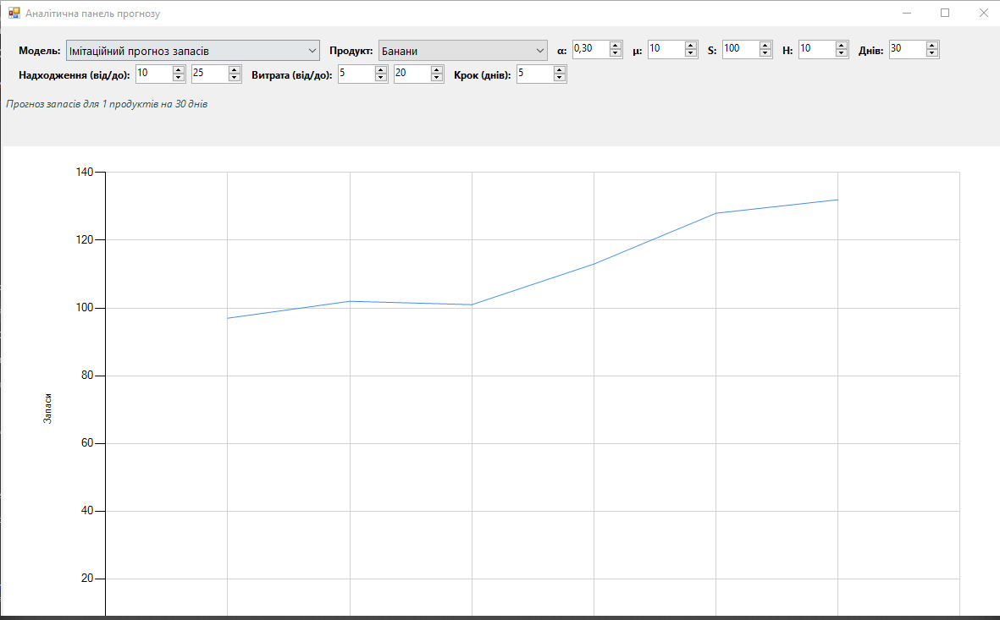 Аналітична панель прогнозу
Модель: Імітаційний прогноз запасів Продукт: Банани α: 0,30 μ: 10 S: 100 H: 10 Днів: 30
Надходження (від/до): 10 25 Витрата (від/до): 5 20 Крок (днів): 5
Прогноз запасів для 1 продуктів на 30 днів
140
120
100
80
Запаси
60
40
20